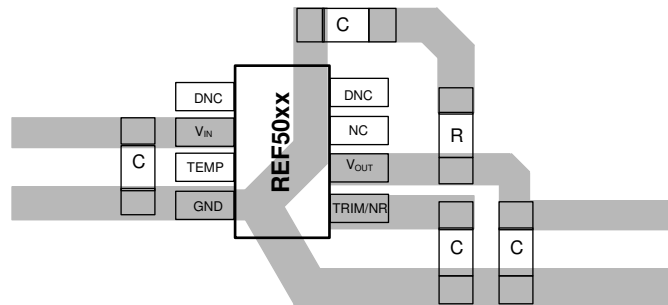 C
DNC
DNC
VIN
NC
C
TEMP
REF50xx
VOUT
R
GND
TRIM/NR
C
C